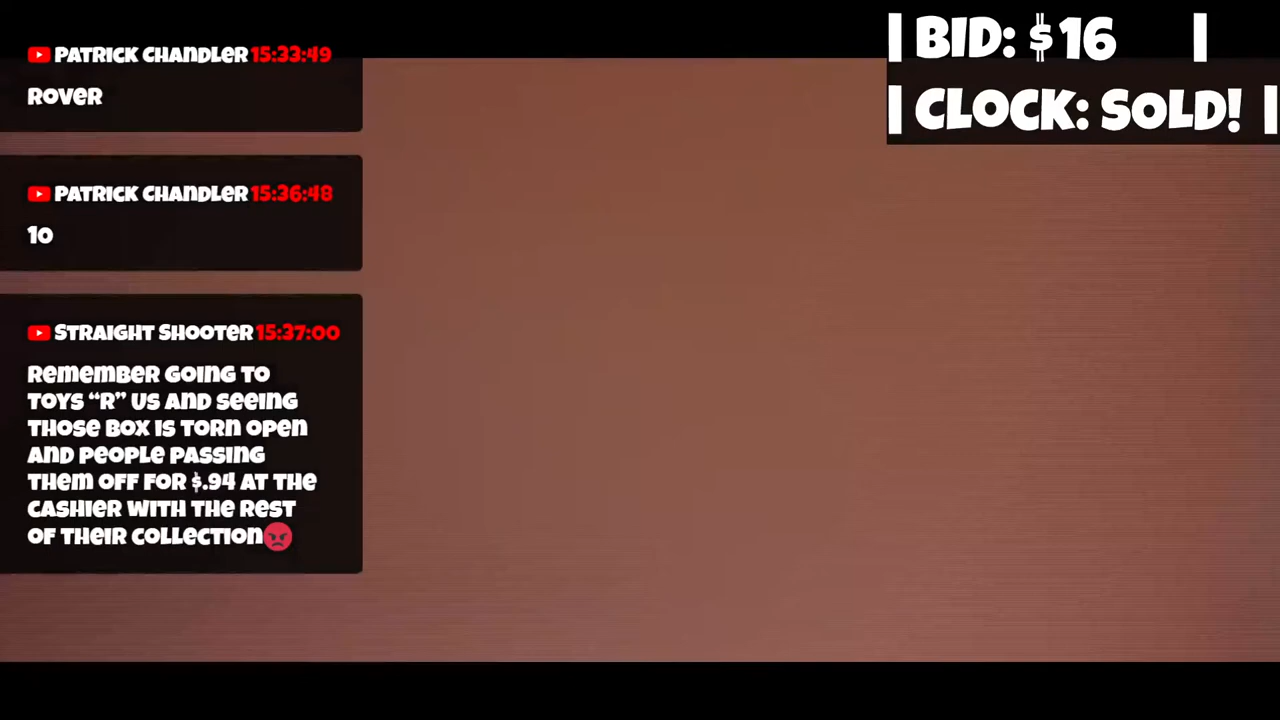 PATRICK CHANDLER 15:33:49
ROVER
PATRICK CHANDLER 15:36:48
10
STRAIGHT SHOOTER 15:37:00
REMEMBER GOING TO
TOYS “R” US AND SEEING
THOSE BOX IS TORN OPEN
AND PEOPLE PASSING
THEM OFF FOR $.94 AT THE
CASHIER WITH THE REST
OF THEIR COLLECTION😡
| BID: $16 |
| CLOCK: SOLD! |